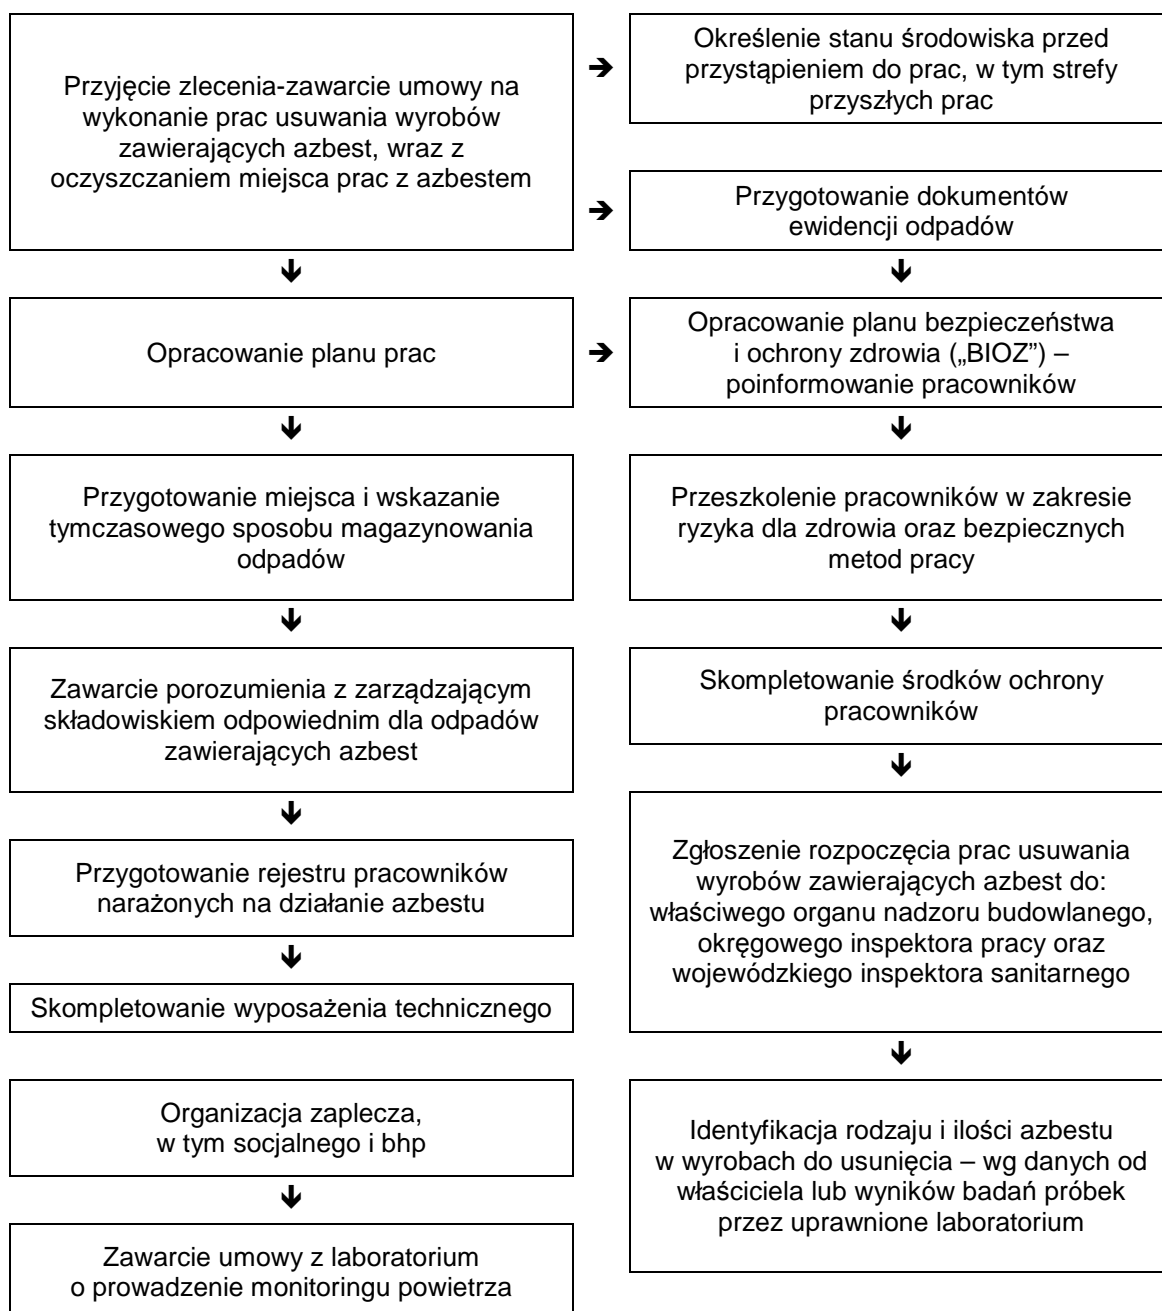 Przyjęcie zlecenia-zawarcie umowy na
wykonanie prac usuwania wyrobów
zawierających azbest, wraz z
oczyszczaniem miejsca prac z azbestem
Określenie stanu środowiska przed
przystąpieniem do prac, w tym strefy
przyszłych prac
Przygotowanie dokumentów
ewidencji odpadów
Opracowanie planu prac
Opracowanie planu bezpieczeństwa
i ochrony zdrowia („BIOZ”) –
poinformowanie pracowników
Przygotowanie miejsca i wskazanie
tymczasowego sposobu magazynowania
odpadów
Przeszkolenie pracowników w zakresie
ryzyka dla zdrowia oraz bezpiecznych
metod pracy
Zawarcie porozumienia z zarządzającym
składowiskiem odpowiednim dla odpadów
zawierających azbest
Skompletowanie środków ochrony
pracowników
Przygotowanie rejestru pracowników
narażonych na działanie azbestu
Zgłoszenie rozpoczęcia prac usuwania
wyrobów zawierających azbest do:
właściwego organu nadzoru budowlanego,
okręgowego inspektora pracy oraz
wojewódzkiego inspektora sanitarnego
Skompletowanie wyposażenia technicznego
Organizacja zaplecza,
w tym socjalnego i bhp
Identyfikacja rodzaju i ilości azbestu
w wyrobach do usunięcia – wg danych od
właściciela lub wyników badań próbek
przez uprawnione laboratorium
Zawarcie umowy z laboratorium
o prowadzenie monitoringu powietrza